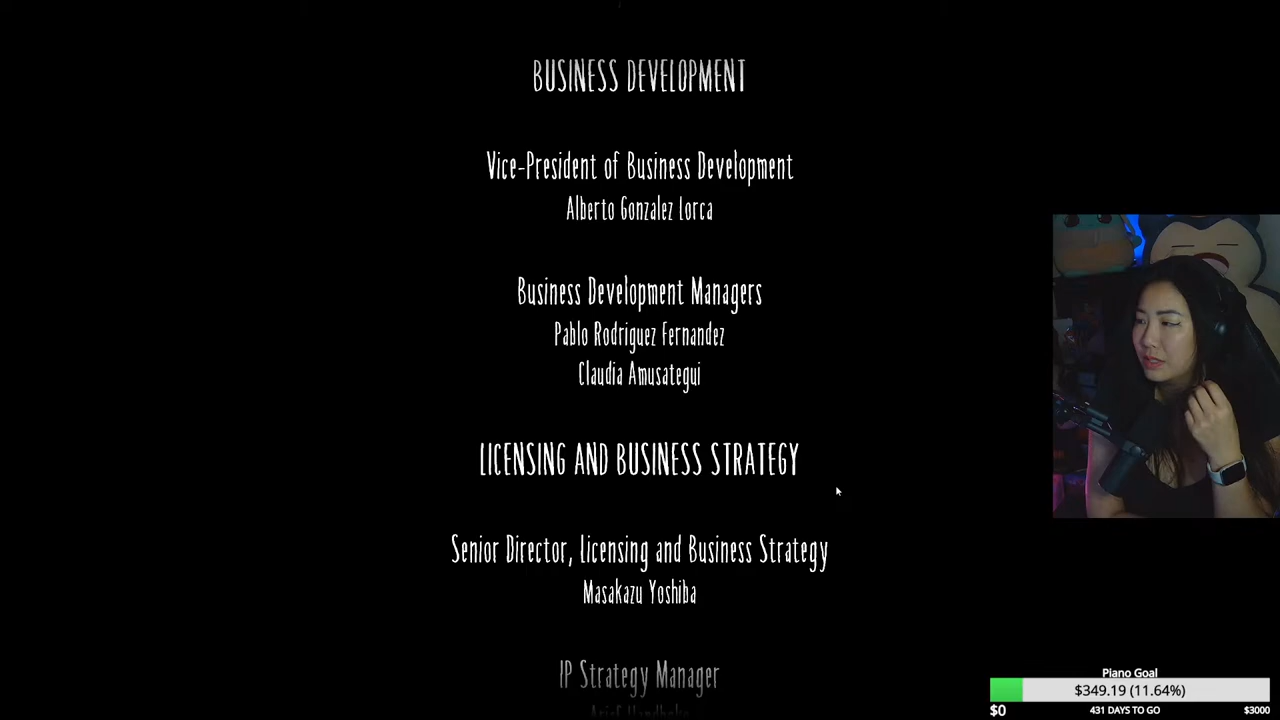 BUSINESS DEVELOPMENT
Vice-President of Business Development
Alberto Gonzalez Lorca
Business Development Managers
Pablo Rodriguez Fernandez
Claudia Amusategui
LICENSING AND BUSINESS STRATEGY
Senior Director, Licensing and Business Strategy
Masakazu Yoshiba
IP Strategy Manager
Piano Goal
$349.19 (11.64%)
$0 431 DAYS TO GO $3000